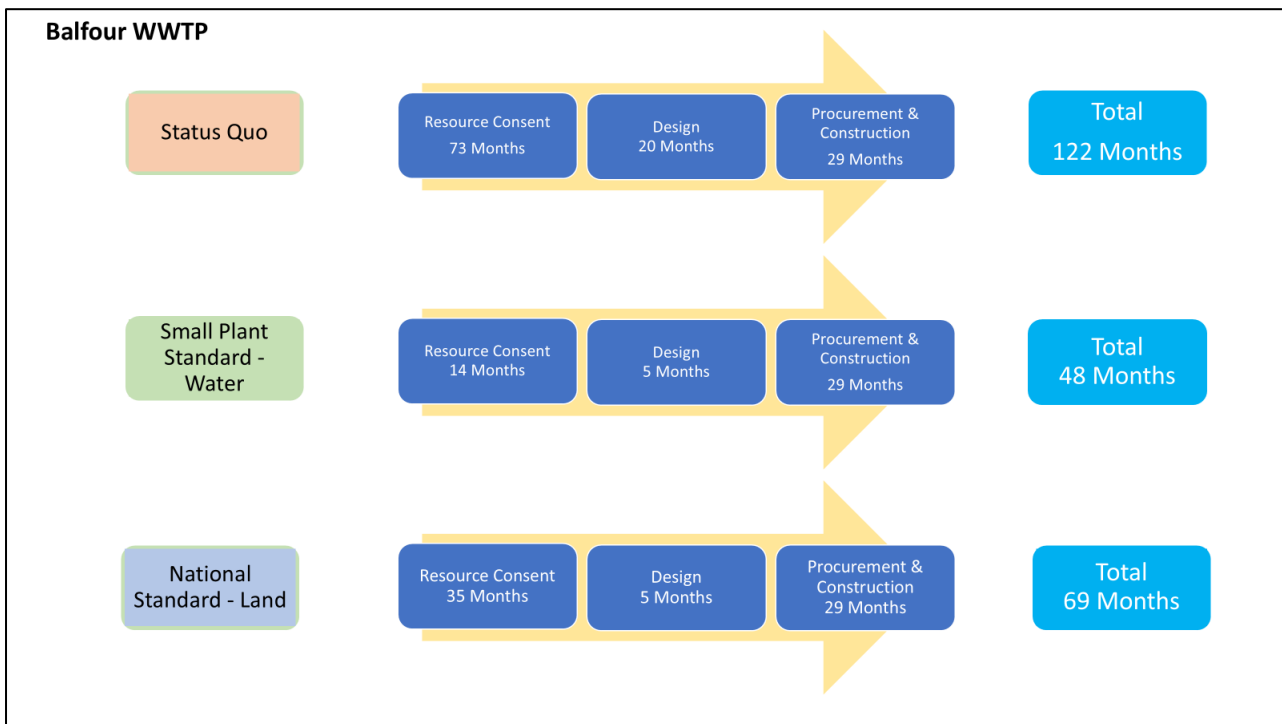 Balfour WWTP
Status Quo
Resource Consent
73 Months
Design
20 Months
Procurement &
Construction
29 Months
Total
122 Months
Small Plant
Standard -
Water
Resource Consent
14 Months
Design
5 Months
Procurement &
Construction
29 Months
Total
48 Months
National
Standard - Land
Resource Consent
35 Months
Design
5 Months
Procurement &
Construction
29 Months
Total
69 Months